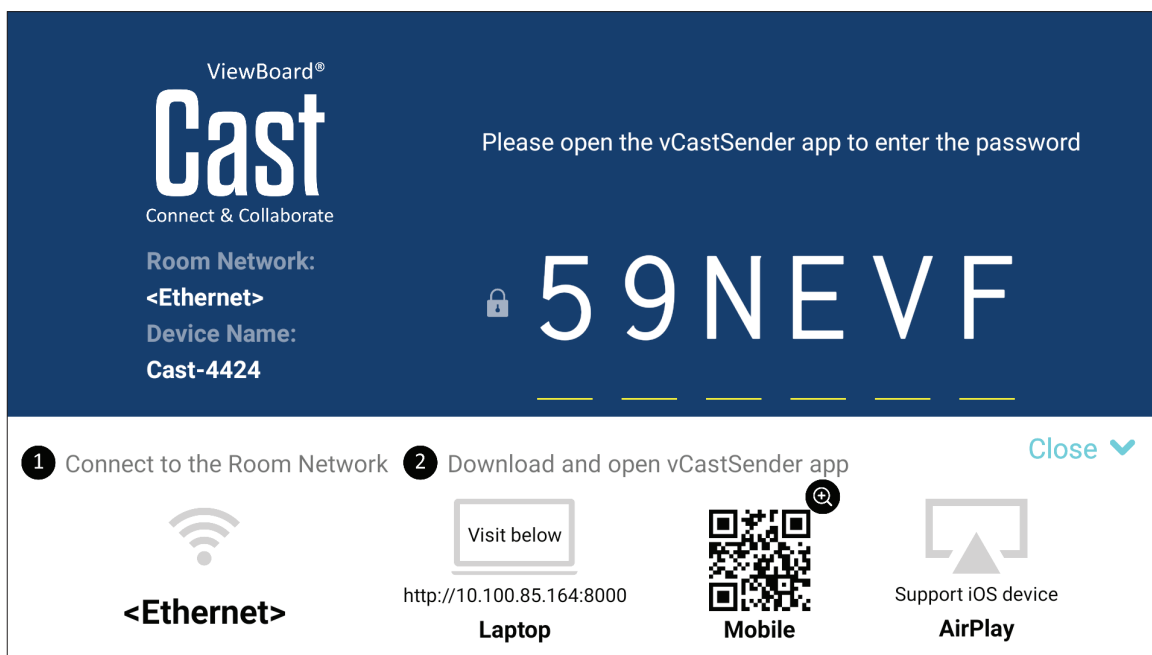 ViewBoard®
Cast
Connect & Collaborate
Room Network:
<Ethernet>
Device Name:
Cast-4424
Please open the vCastSender app to enter the password
59NEVF
1 Connect to the Room Network
<Ethernet>
2 Download and open vCastSender app
Close
Visit below
http://10.100.85.164:8000
Laptop
Mobile
Support iOS device
AirPlay